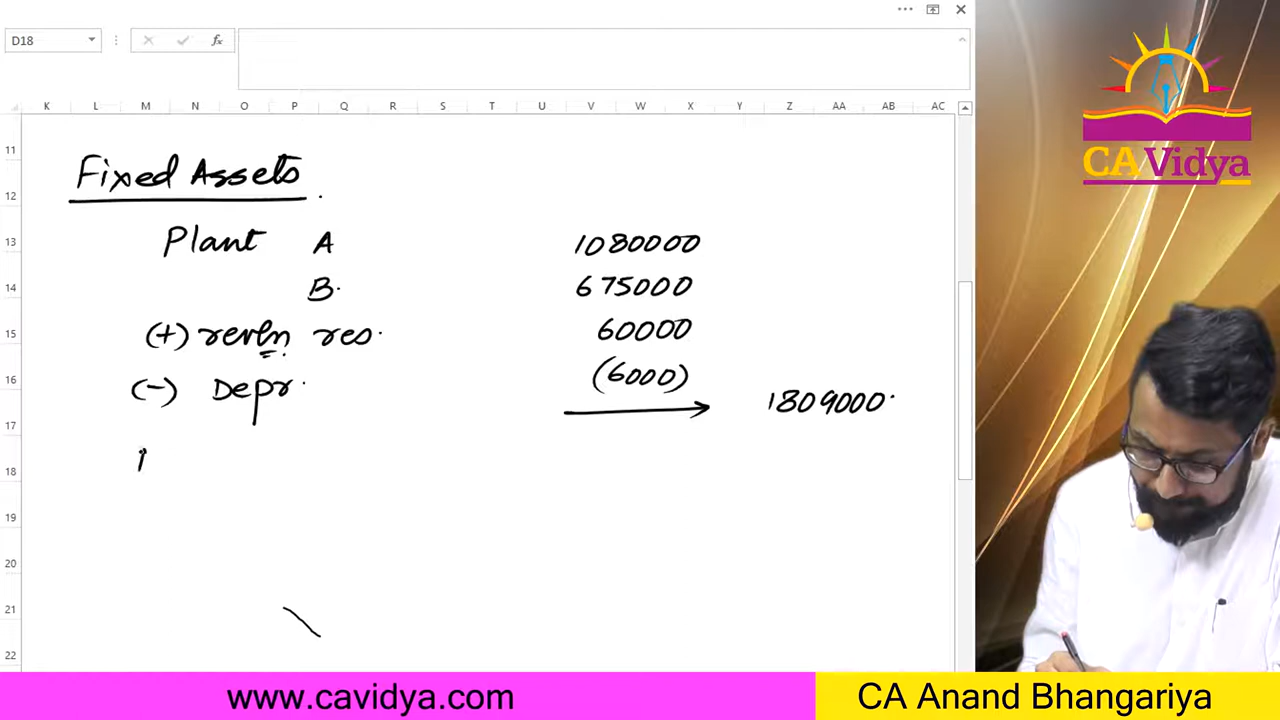 D18
fx
K L M N O P Q R S T U V W X Y Z AA AB AC
11
Fixed Assets
12
13 Plant A 1080000
14 B. 675000
15 (+) revln res. 60000
16 (-) Depr. (6000) 1809000.
17
18
19
20
21
22
CA Vidya
www.cavidya.com
CA Anand Bhangariya